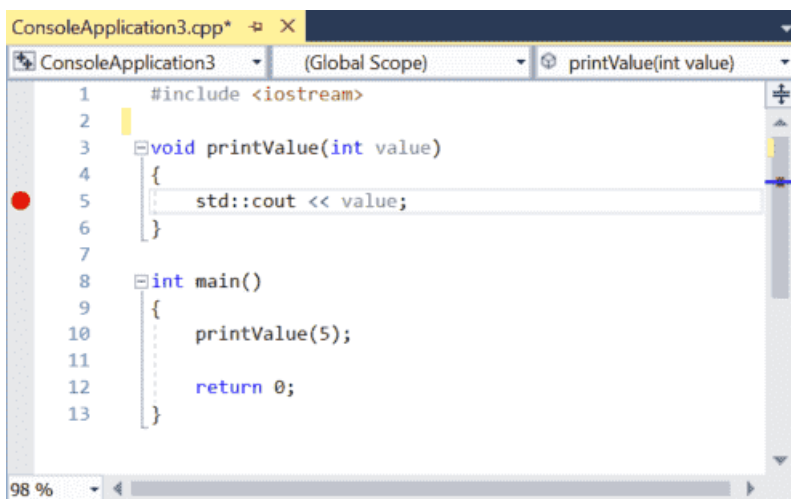 ConsoleApplication3.cpp*
ConsoleApplication3 (Global Scope) printValue(int value)
1 #include <iostream>
2
3 void printValue(int value)
4 {
5 std::cout << value;
6 }
7
8 int main()
9 {
10 printValue(5);
11
12 return 0;
13 }
98 %